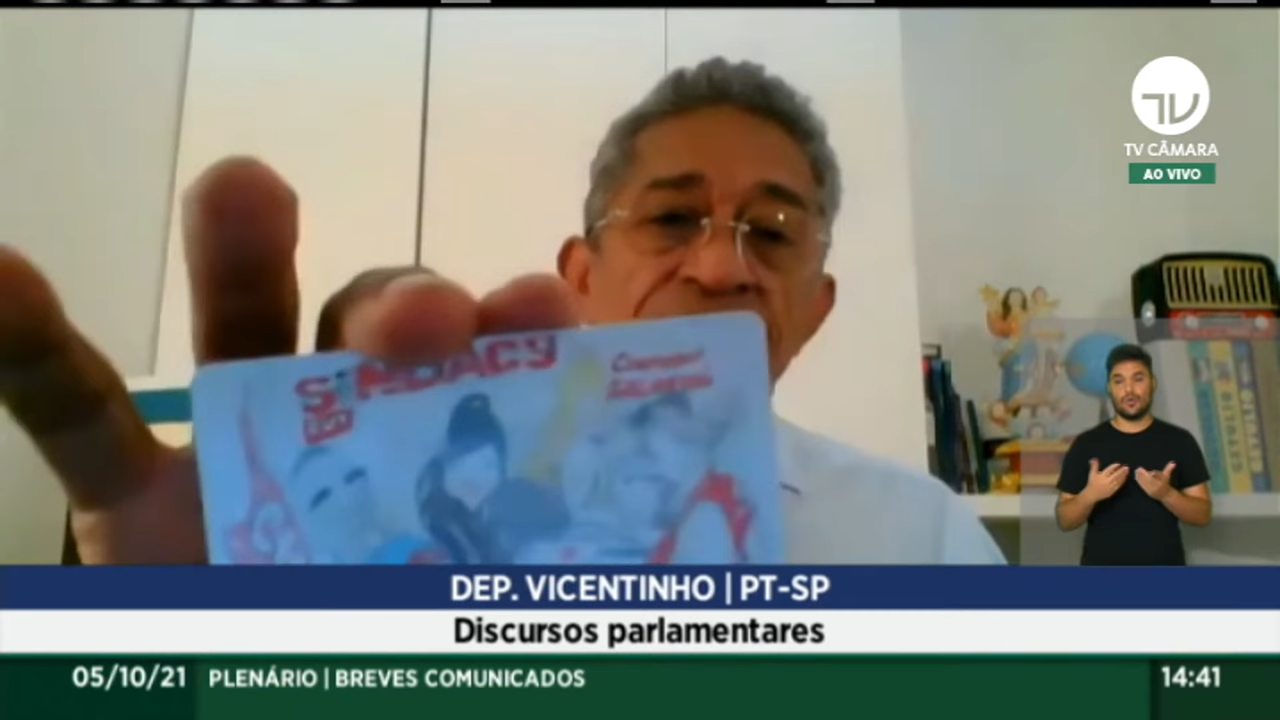 TV CÂMARA
AO VIVO
DEP. VICENTINHO | PT-SP
Discursos parlamentares
05/10/21 PLENÁRIO | BREVES COMUNICADOS 14:41